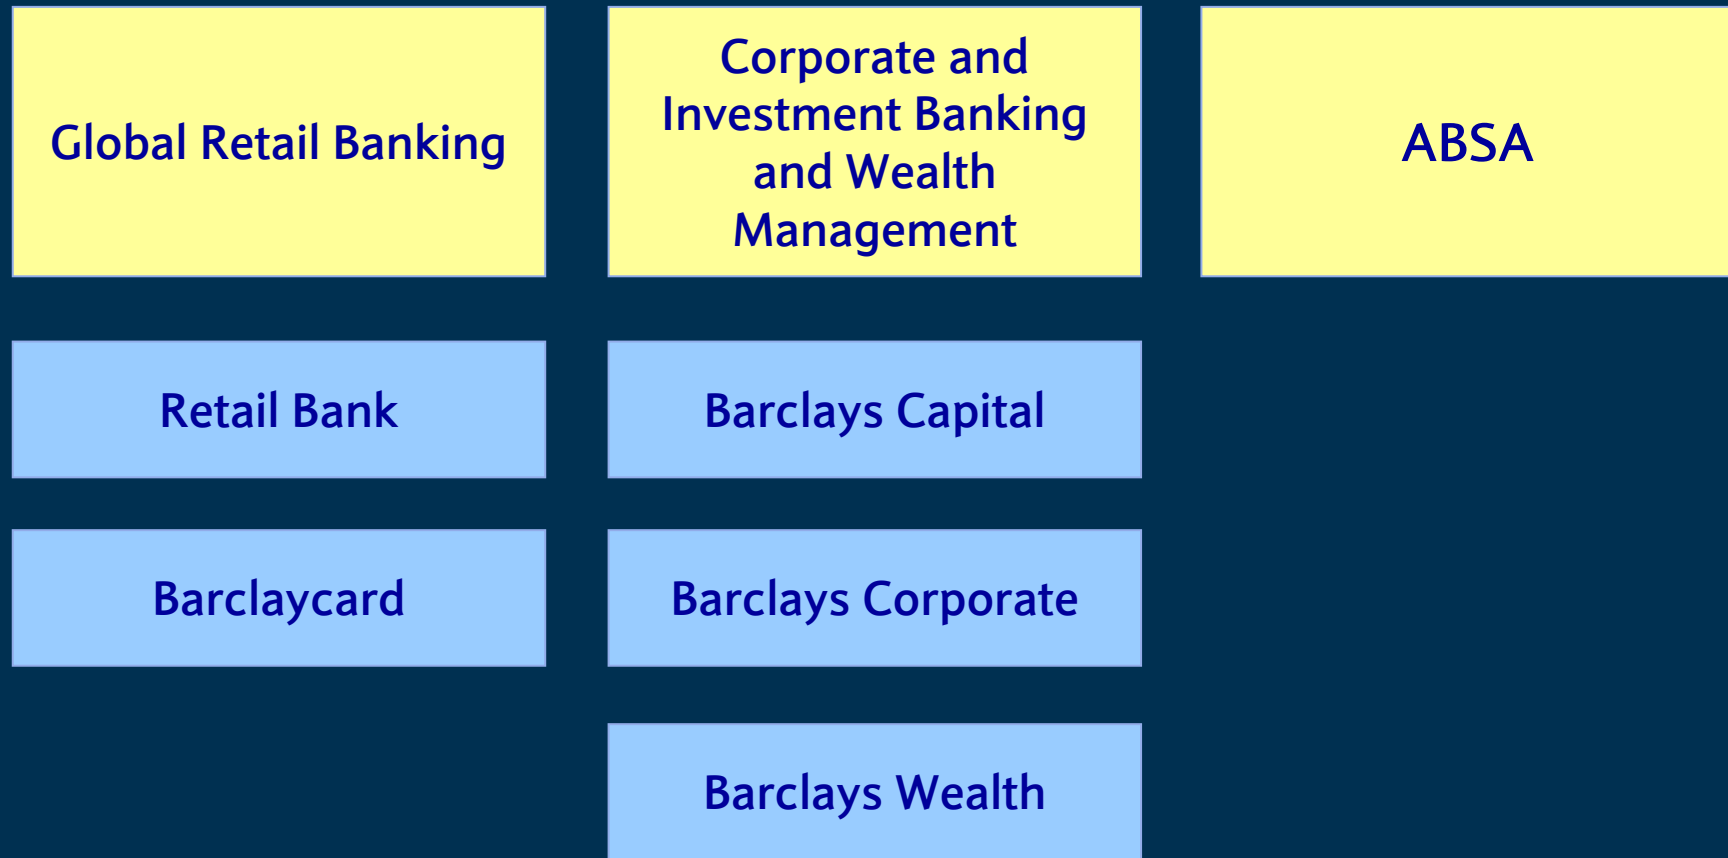 Global Retail Banking
Corporate and
Investment Banking
and Wealth
Management
ABSA
Retail Bank
Barclays Capital
Barclaycard
Barclays Corporate
Barclays Wealth